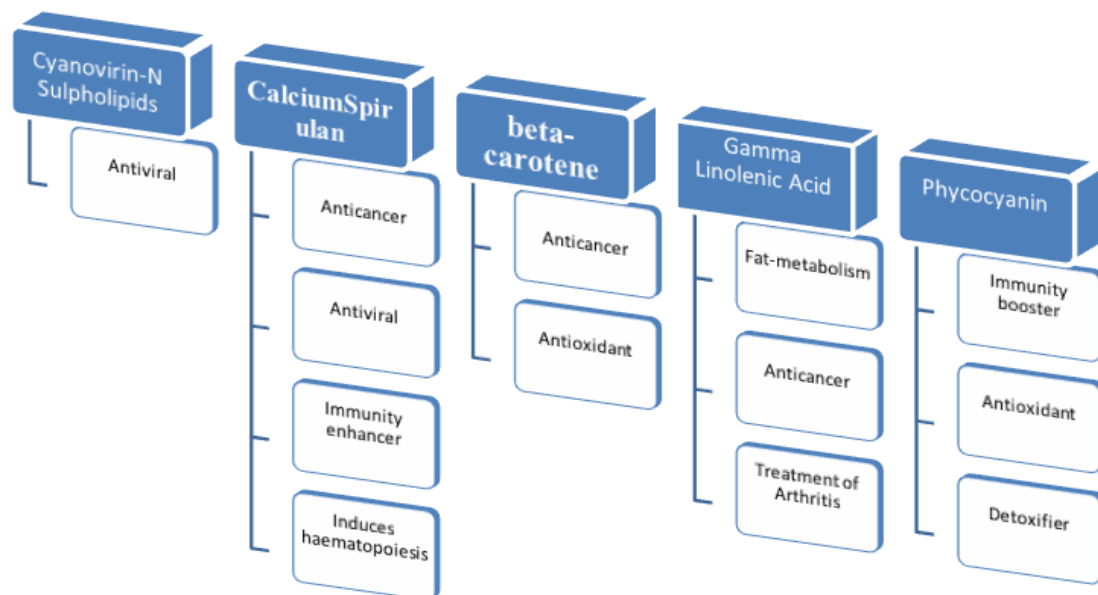 Cyanovirin-N
Sulpholipids
Antiviral
CalciumSpir
ulan
Anticancer
Antiviral
Immunity
enhancer
Induces
haematopoiesis
beta-
carotene
Anticancer
Antioxidant
Gamma
Linolenic Acid
Fat-metabolism
Anticancer
Treatment of
Arthritis
Phycocyanin
Immunity
booster
Antioxidant
Detoxifier